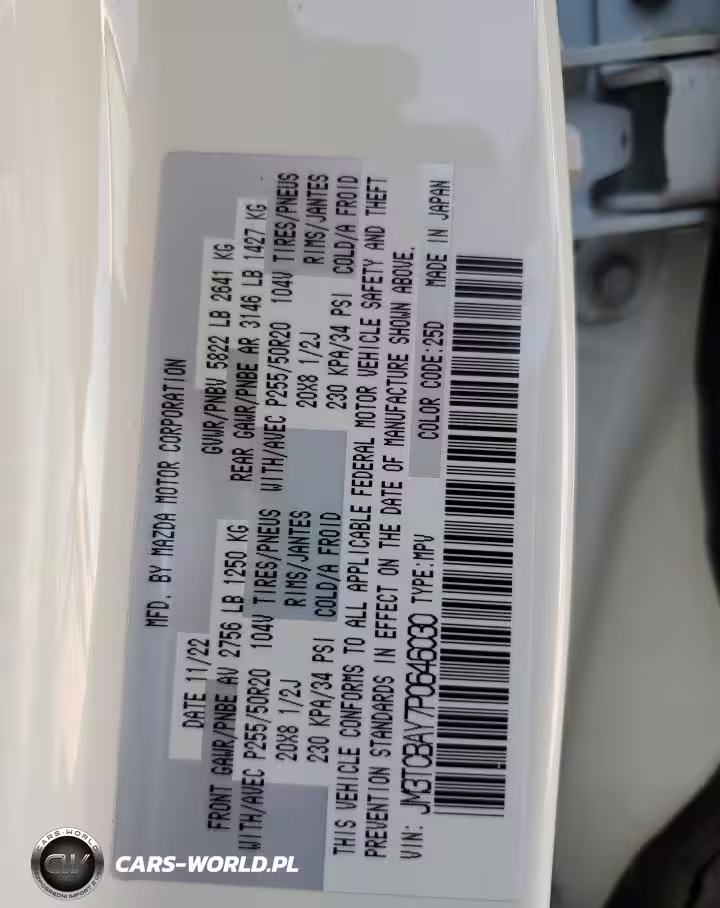 MFD. BY MAZDA MOTOR CORPORATION
DATE 11/22
GVWR/PNBV 5822 LB 2641 KG
FRONT GAWR/PNBE AV 2756 LB 1250 KG
REAR GAWR/PNBE AR 3146 LB 1427 KG
WITH/AVEC P255/50R20 104V TIRES/PNEUS
WITH/AVEC P255/50R20 104V TIRES/PNEUS
20X8 1/2J RIMS/JANTES
20X8 1/2J RIMS/JANTES
230 KPA/34 PSI COLD/A FROID
230 KPA/34 PSI COLD/A FROID
THIS VEHICLE CONFORMS TO ALL APPLICABLE FEDERAL MOTOR VEHICLE SAFETY AND THEFT
PREVENTION STANDARDS IN EFFECT ON THE DATE OF MANUFACTURE SHOWN ABOVE.
VIN: JM3TCBAY7P0646030 TYPE:MPV
COLOR CODE:25D MADE IN JAPAN
CARS-WORLD
CW
CARS-WORLD.PL